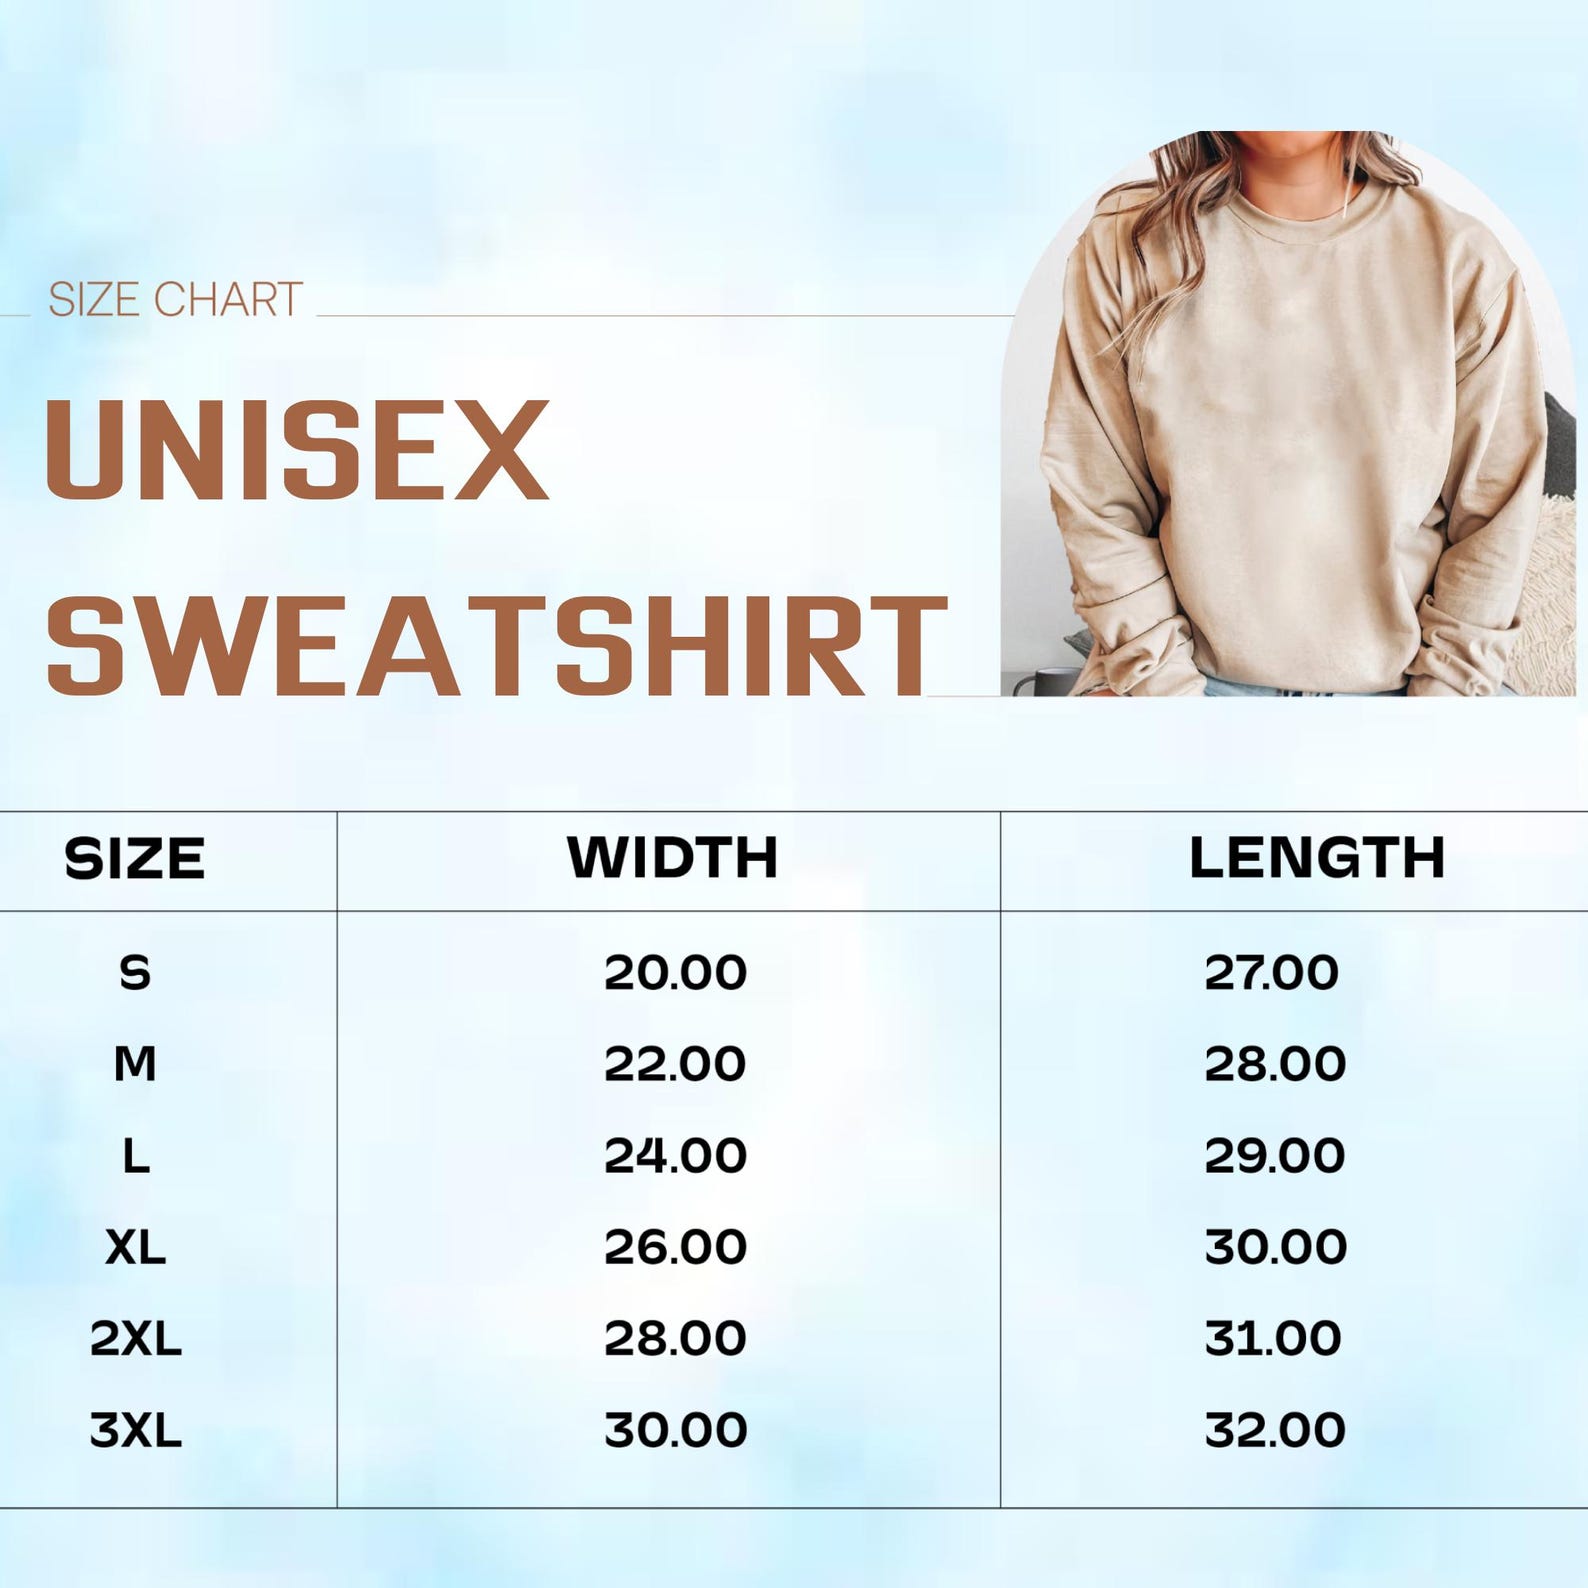 SIZE CHART
UNISEX
SWEATSHIRT
SIZE WIDTH LENGTH
S 20.00 27.00
M 22.00 28.00
L 24.00 29.00
XL 26.00 30.00
2XL 28.00 31.00
3XL 30.00 32.00